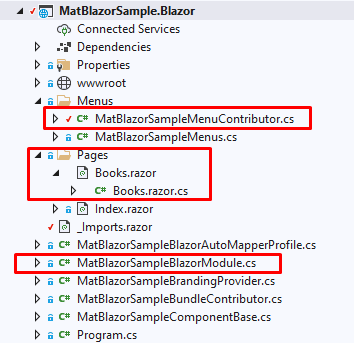 MatBlazorSample.Blazor
Connected Services
Dependencies
Properties
wwwroot
Menus
C# MatBlazorSampleMenuContributor.cs
C# MatBlazorSampleMenus.cs
Pages
Books.razor
C# Books.razor.cs
Index.razor
_Imports.razor
C# MatBlazorSampleBlazorAutoMapperProfile.cs
C# MatBlazorSampleBlazorModule.cs
C# MatBlazorSampleBrandingProvider.cs
C# MatBlazorSampleBundleContributor.cs
C# MatBlazorSampleComponentBase.cs
C# Program.cs